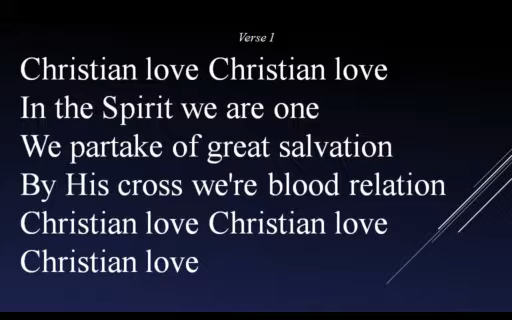 Verse 1
Christian love Christian love
In the Spirit we are one
We partake of great salvation
By His cross we're blood relation
Christian love Christian love
Christian love